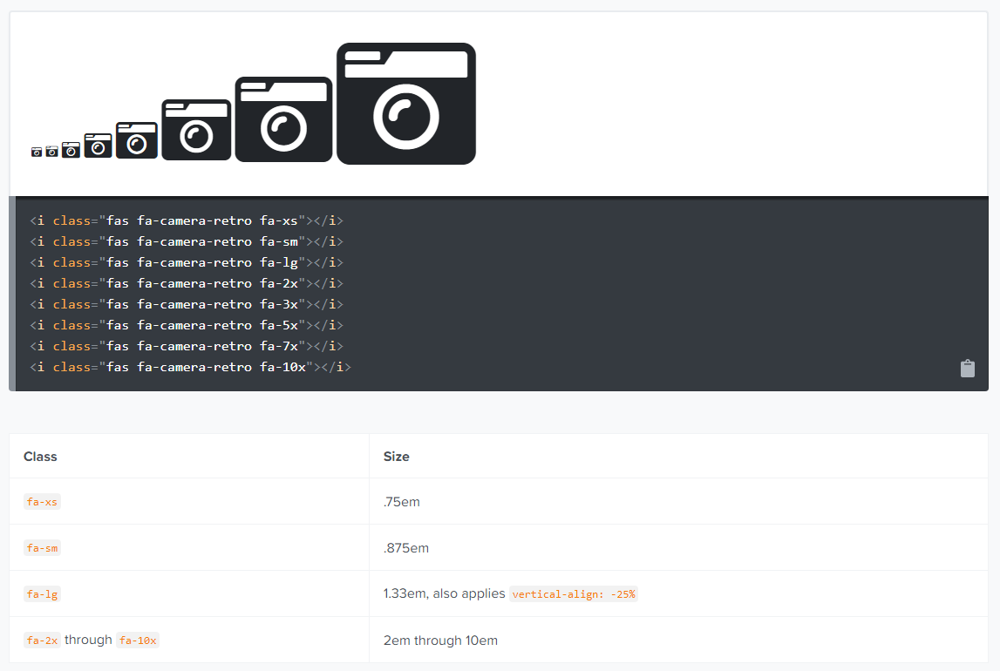 <i class="fas fa-camera-retro fa-xs"></i>
<i class="fas fa-camera-retro fa-sm"></i>
<i class="fas fa-camera-retro fa-lg"></i>
<i class="fas fa-camera-retro fa-2x"></i>
<i class="fas fa-camera-retro fa-3x"></i>
<i class="fas fa-camera-retro fa-5x"></i>
<i class="fas fa-camera-retro fa-7x"></i>
<i class="fas fa-camera-retro fa-10x"></i>
Class Size
fa-xs .75em
fa-sm .875em
fa-lg 1.33em, also applies vertical-align: -25%
fa-2x through fa-10x 2em through 10em